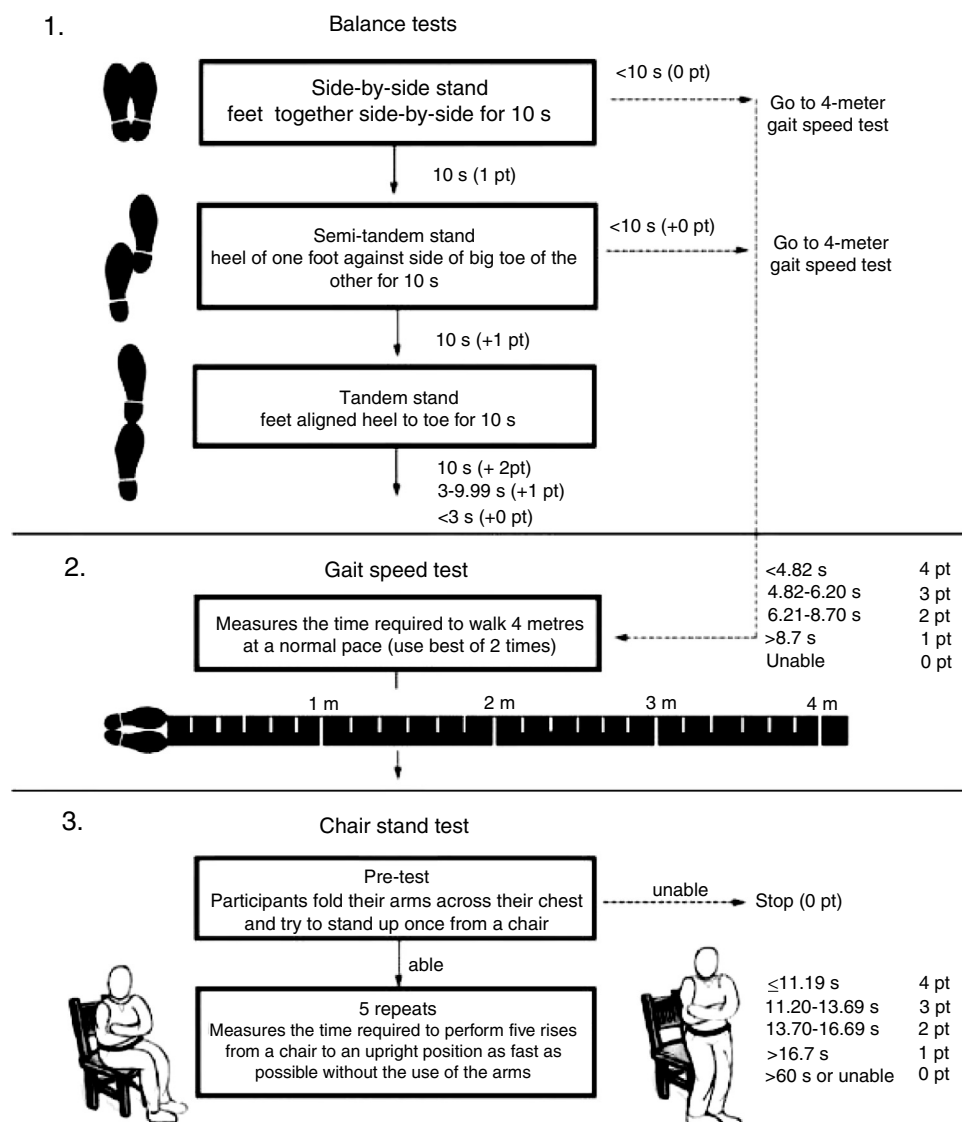 1.
Balance tests
Side-by-side stand
feet together side-by-side for 10 s
<10 s (0 pt)
Go to 4-meter
gait speed test
10 s (1 pt)
Semi-tandem stand
heel of one foot against side of big toe of the
other for 10 s
<10 s (+0 pt)
Go to 4-meter
gait speed test
10 s (+1 pt)
Tandem stand
feet aligned heel to toe for 10 s
10 s (+ 2pt)
3-9.99 s (+1 pt)
<3 s (+0 pt)
2.
Gait speed test
Measures the time required to walk 4 metres
at a normal pace (use best of 2 times)
<4.82 s 4 pt
4.82-6.20 s 3 pt
6.21-8.70 s 2 pt
>8.7 s 1 pt
Unable 0 pt
1 m 2 m 3 m 4 m
3.
Chair stand test
Pre-test
Participants fold their arms across their chest
and try to stand up once from a chair
unable
Stop (0 pt)
able
5 repeats
Measures the time required to perform five rises
from a chair to an upright position as fast as
possible without the use of the arms
≤11.19 s 4 pt
11.20-13.69 s 3 pt
13.70-16.69 s 2 pt
>16.7 s 1 pt
>60 s or unable 0 pt